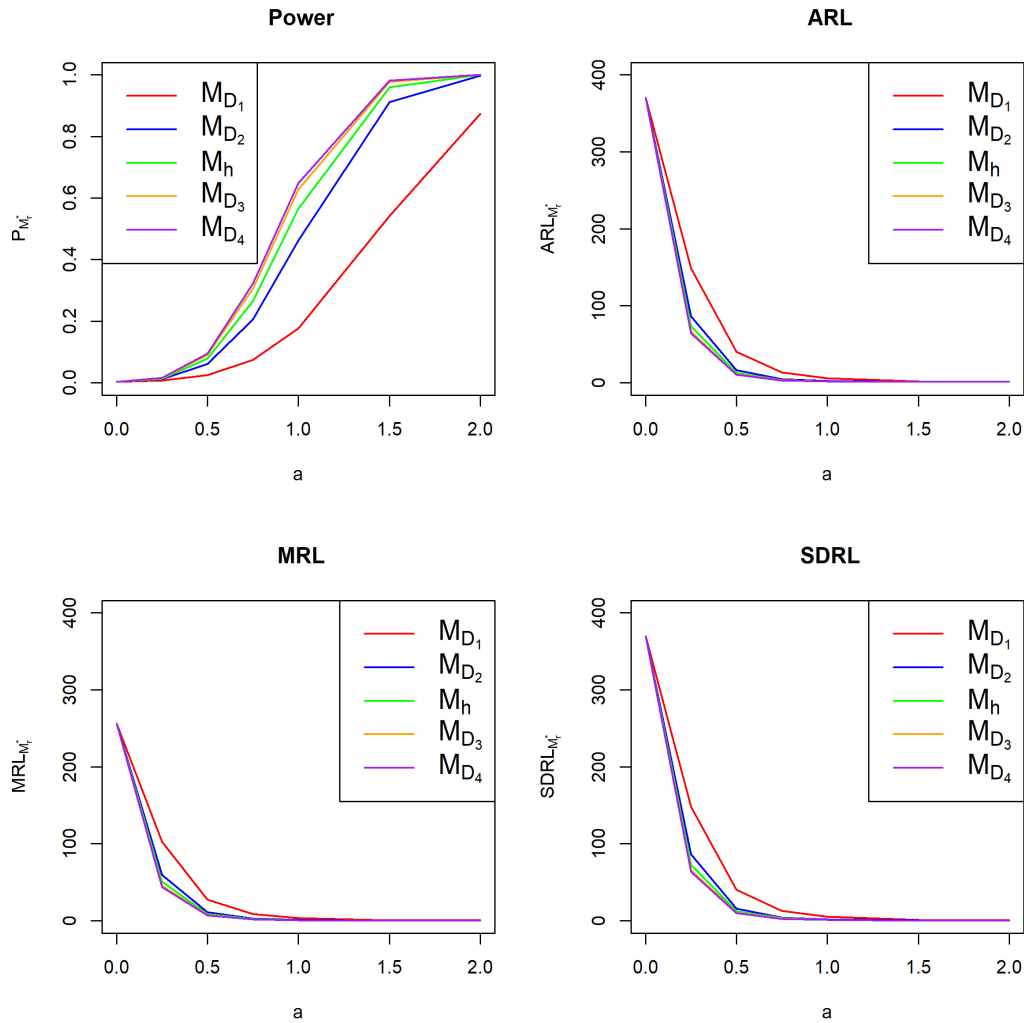 Power
P_{M_r^*}
1.0
0.8
0.6
0.4
0.2
0.0
M_{D_1}
M_{D_2}
M_h
M_{D_3}
M_{D_4}
0.0 0.5 1.0 1.5 2.0
a
ARL
ARL_{M_r^*}
400
300
200
100
0
M_{D_1}
M_{D_2}
M_h
M_{D_3}
M_{D_4}
0.0 0.5 1.0 1.5 2.0
a
MRL
MRL_{M_r^*}
400
300
200
100
0
M_{D_1}
M_{D_2}
M_h
M_{D_3}
M_{D_4}
0.0 0.5 1.0 1.5 2.0
a
SDRL
SDRL_{M_r^*}
400
300
200
100
0
M_{D_1}
M_{D_2}
M_h
M_{D_3}
M_{D_4}
0.0 0.5 1.0 1.5 2.0
a